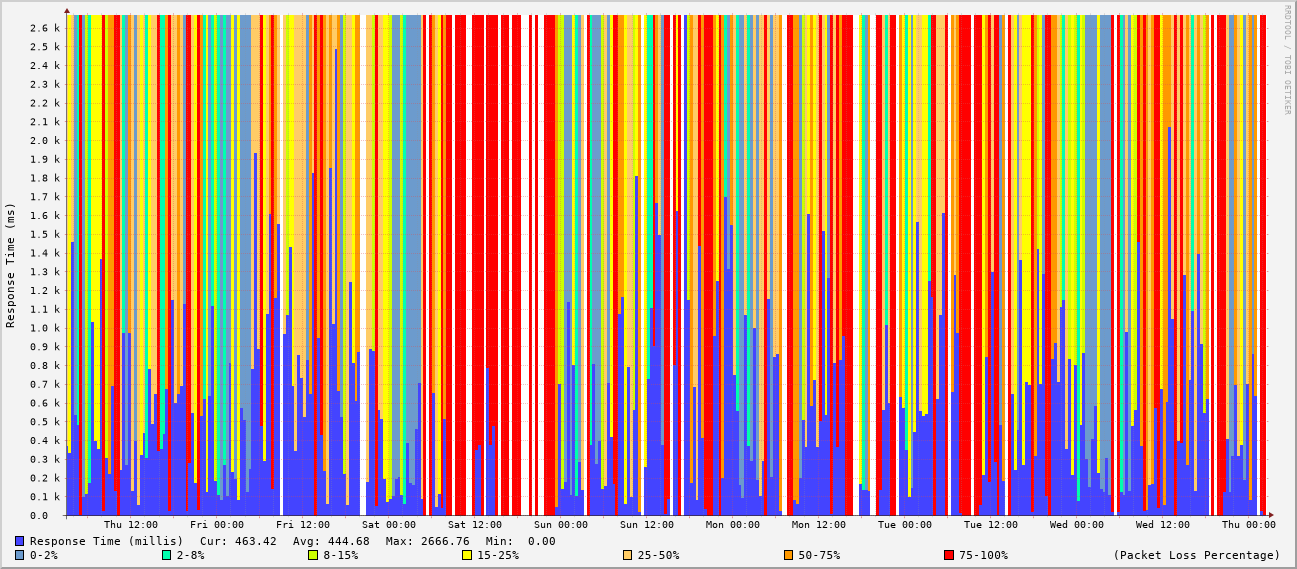 RRDTOOL / TOBI OETIKER
Response Time (ms)
2.6 k
2.5 k
2.4 k
2.3 k
2.2 k
2.1 k
2.0 k
1.9 k
1.8 k
1.7 k
1.6 k
1.5 k
1.4 k
1.3 k
1.2 k
1.1 k
1.0 k
0.9 k
0.8 k
0.7 k
0.6 k
0.5 k
0.4 k
0.3 k
0.2 k
0.1 k
0.0
Thu 12:00 Fri 00:00 Fri 12:00 Sat 00:00 Sat 12:00 Sun 00:00 Sun 12:00 Mon 00:00 Mon 12:00 Tue 00:00 Tue 12:00 Wed 00:00 Wed 12:00 Thu 00:00
Response Time (millis) Cur: 463.42 Avg: 444.68 Max: 2666.76 Min: 0.00
0-2% 2-8% 8-15% 15-25% 25-50% 50-75% 75-100% (Packet Loss Percentage)